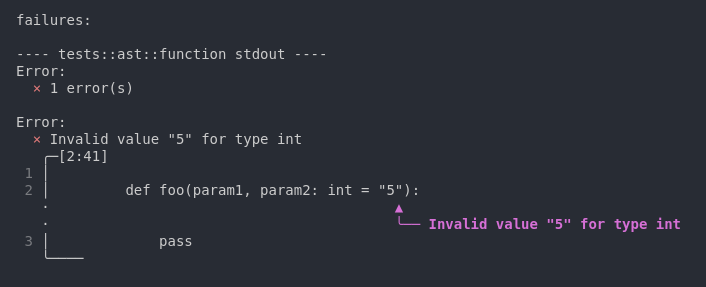 failures:
---- tests::ast::function stdout ----
Error:
× 1 error(s)
Error:
× Invalid value "5" for type int
╭─[2:41]
1 │
2 │ def foo(param1, param2: int = "5"):
· ▲
· ╰── Invalid value "5" for type int
3 │ pass
╰────